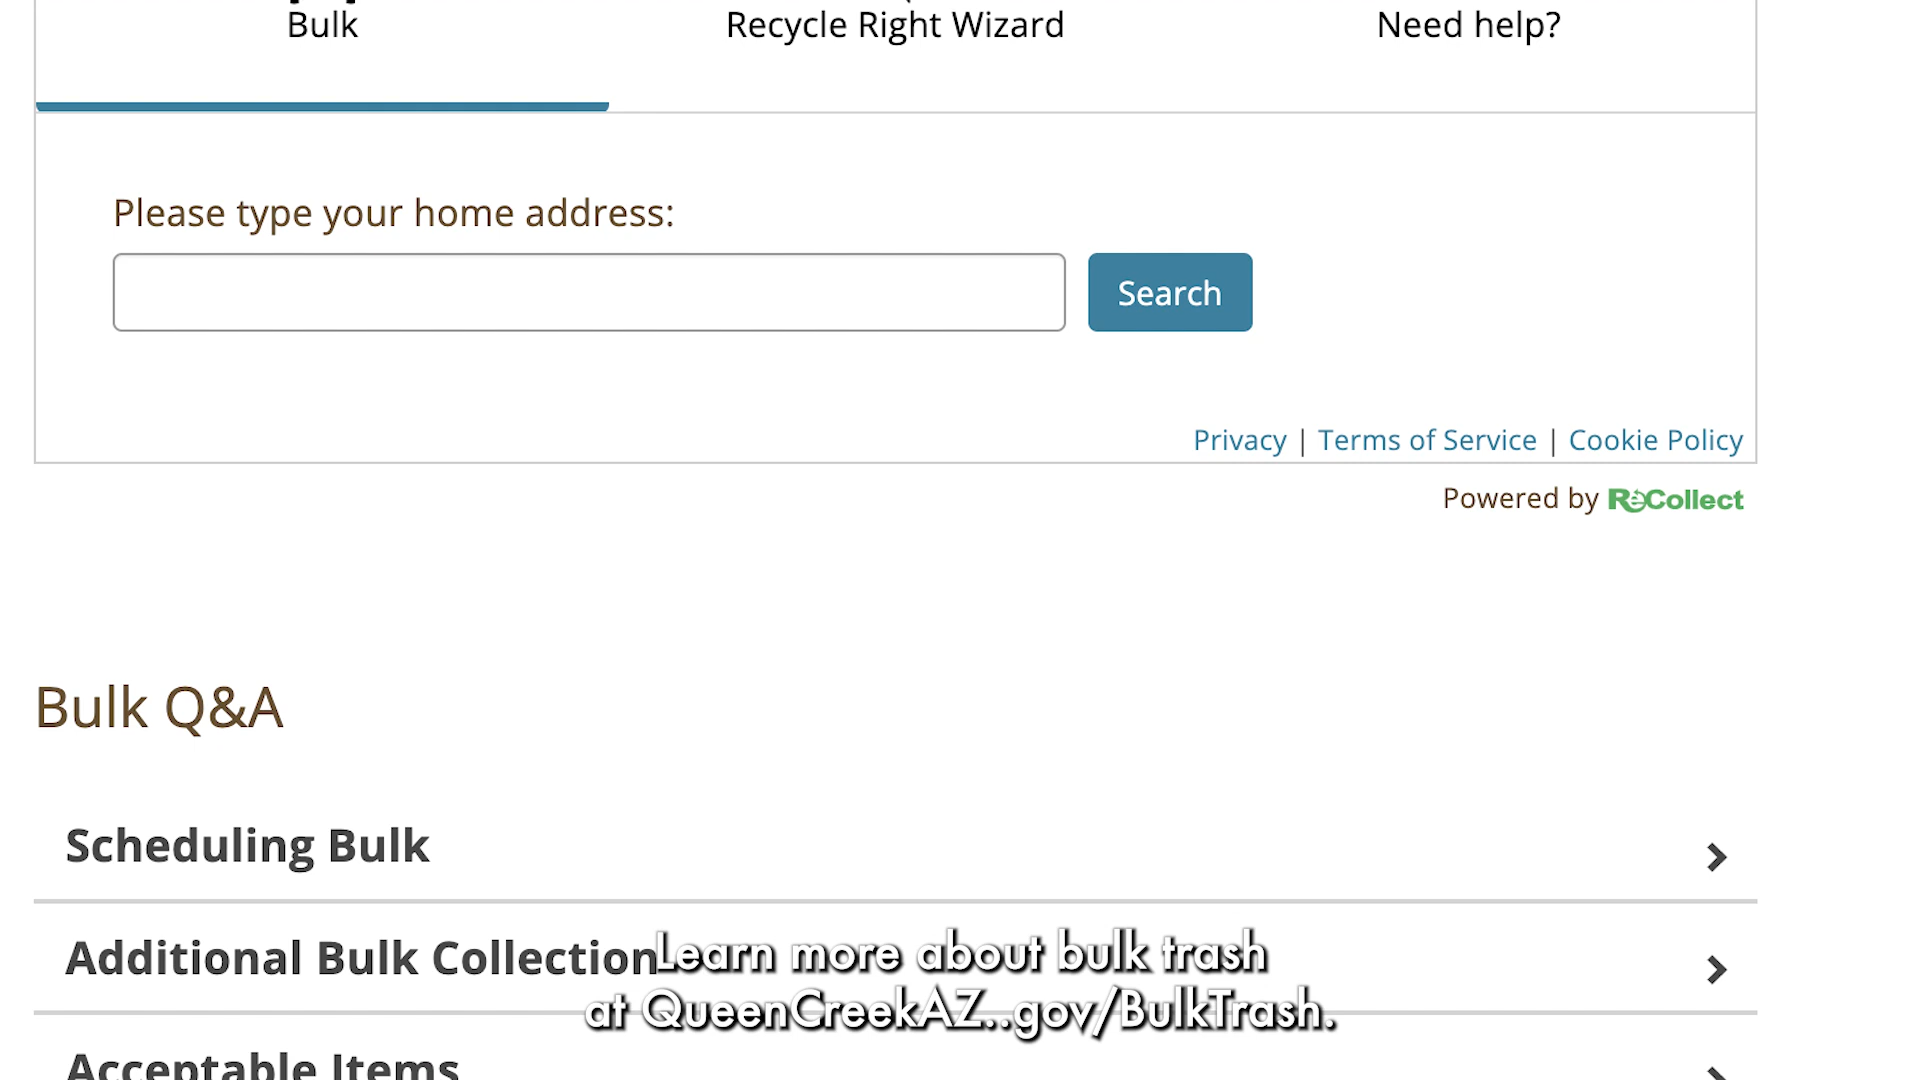 Bulk
Recycle Right Wizard
Need help?
Please type your home address:
Search
Privacy | Terms of Service | Cookie Policy
Powered by ReCollect
Bulk Q&A
Scheduling Bulk
Additional Bulk Collection
Learn more about bulk trash
at QueenCreekAZ..gov/BulkTrash.
Acceptable Items